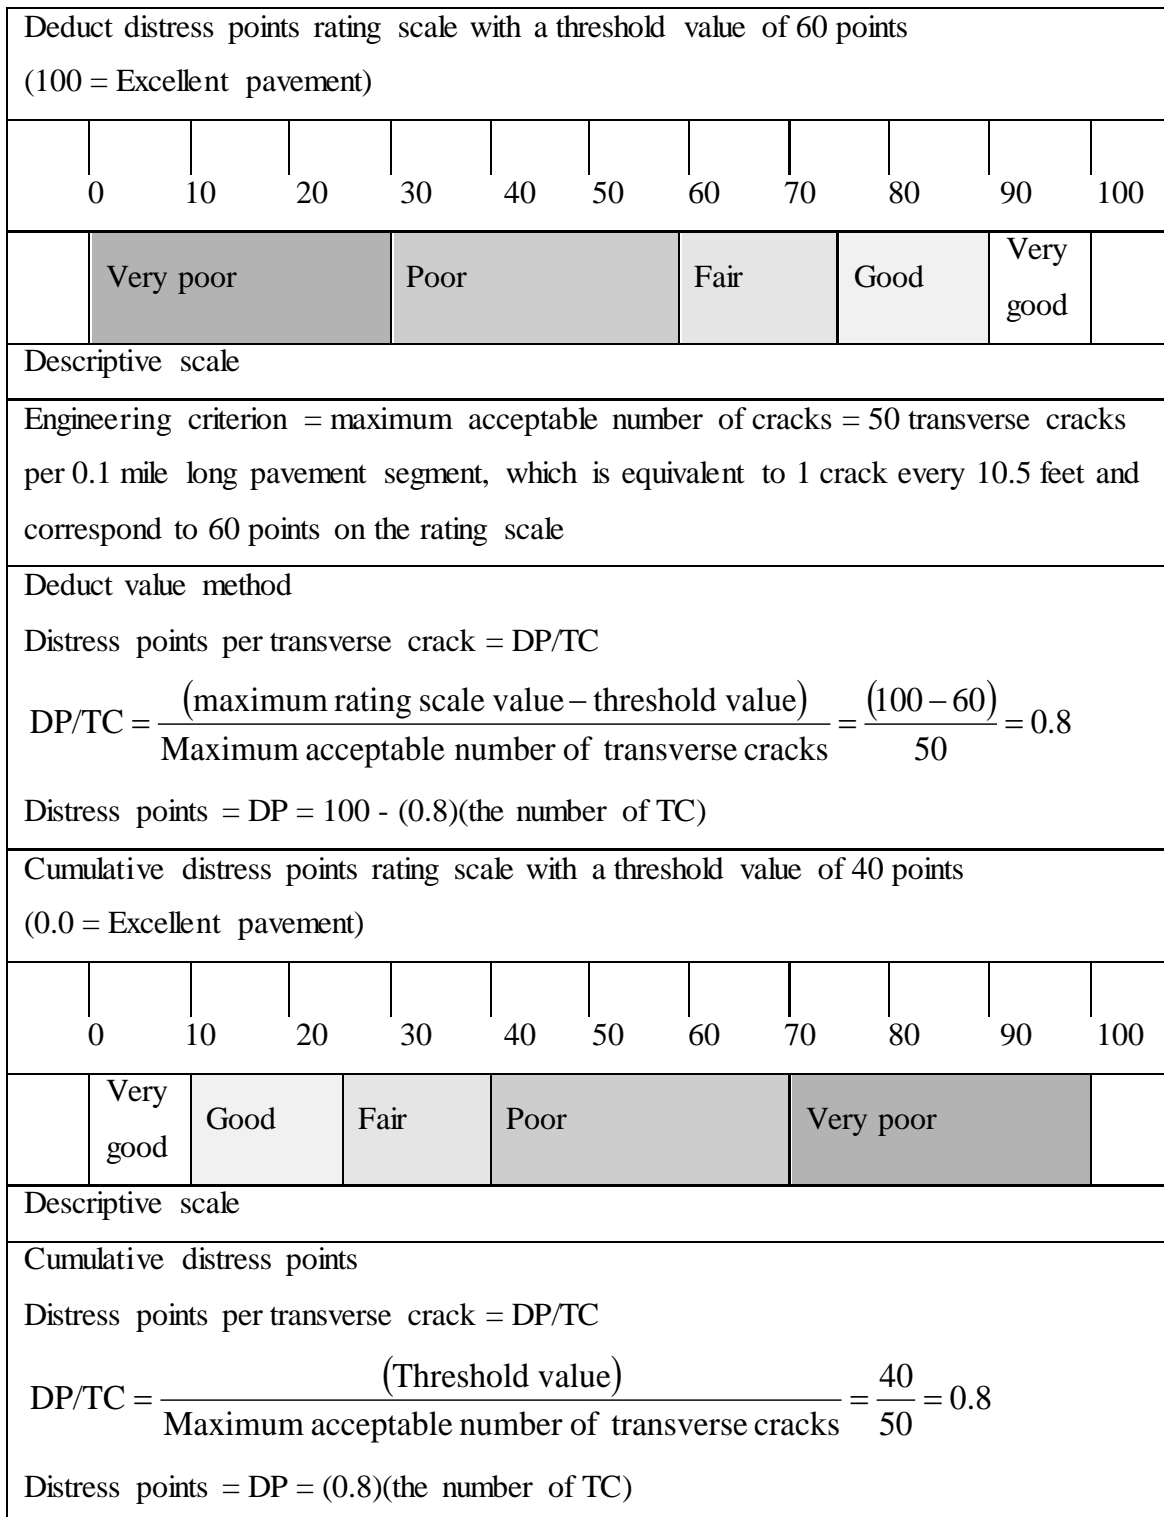 Deduct distress points rating scale with a threshold value of 60 points
(100 = Excellent pavement)
0 10 20 30 40 50 60 70 80 90 100
Very poor Poor Fair Good Very good
Descriptive scale
Engineering criterion = maximum acceptable number of cracks = 50 transverse cracks
per 0.1 mile long pavement segment, which is equivalent to 1 crack every 10.5 feet and
correspond to 60 points on the rating scale
Deduct value method
Distress points per transverse crack = DP/TC
DP/TC = (maximum rating scale value – threshold value) / Maximum acceptable number of transverse cracks = (100 – 60) / 50 = 0.8
Distress points = DP = 100 - (0.8)(the number of TC)
Cumulative distress points rating scale with a threshold value of 40 points
(0.0 = Excellent pavement)
0 10 20 30 40 50 60 70 80 90 100
Very good Good Fair Poor Very poor
Descriptive scale
Cumulative distress points
Distress points per transverse crack = DP/TC
DP/TC = (Threshold value) / Maximum acceptable number of transverse cracks = 40 / 50 = 0.8
Distress points = DP = (0.8)(the number of TC)